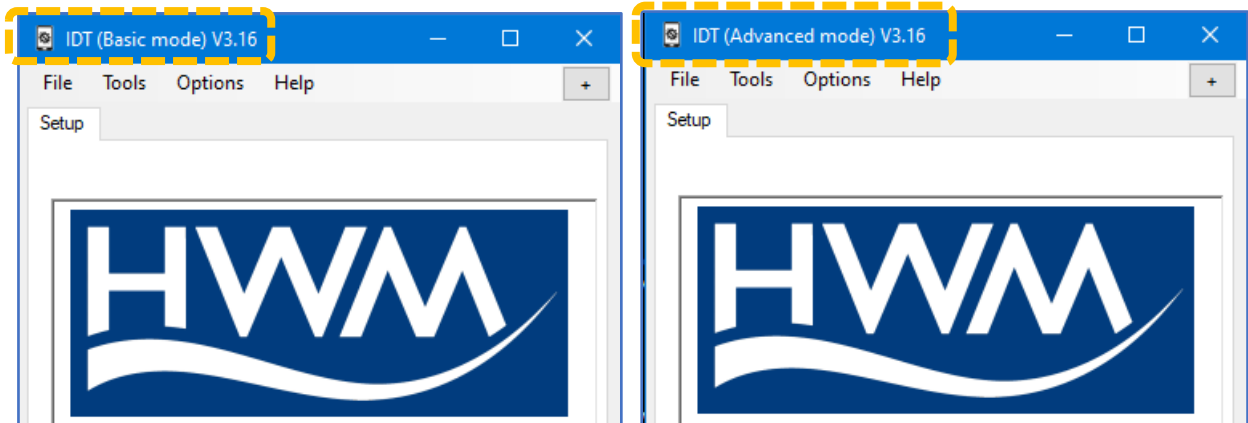 IDT (Basic mode) V3.16
File Tools Options Help +
Setup
HWM
IDT (Advanced mode) V3.16
File Tools Options Help +
Setup
HWM